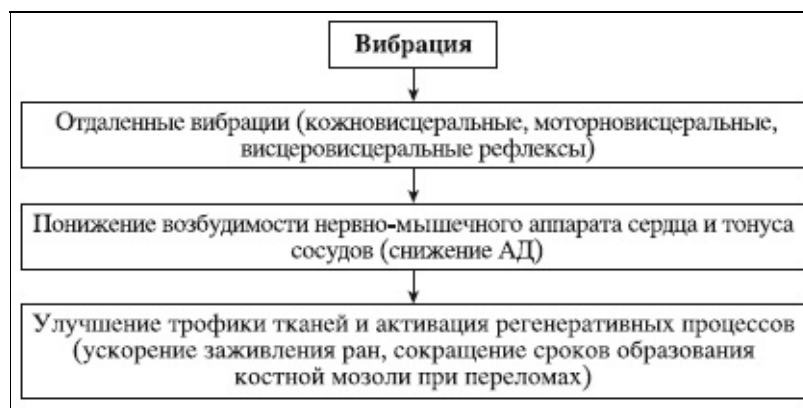 Вибрация
Отдаленные вибрации (кожновисцеральные, моторновисцеральные,
висцеровисцеральные рефлексы)
Понижение возбудимости нервно-мышечного аппарата сердца и тонуса
сосудов (снижение АД)
Улучшение трофики тканей и активация регенеративных процессов
(ускорение заживления ран, сокращение сроков образования
костной мозоли при переломах)